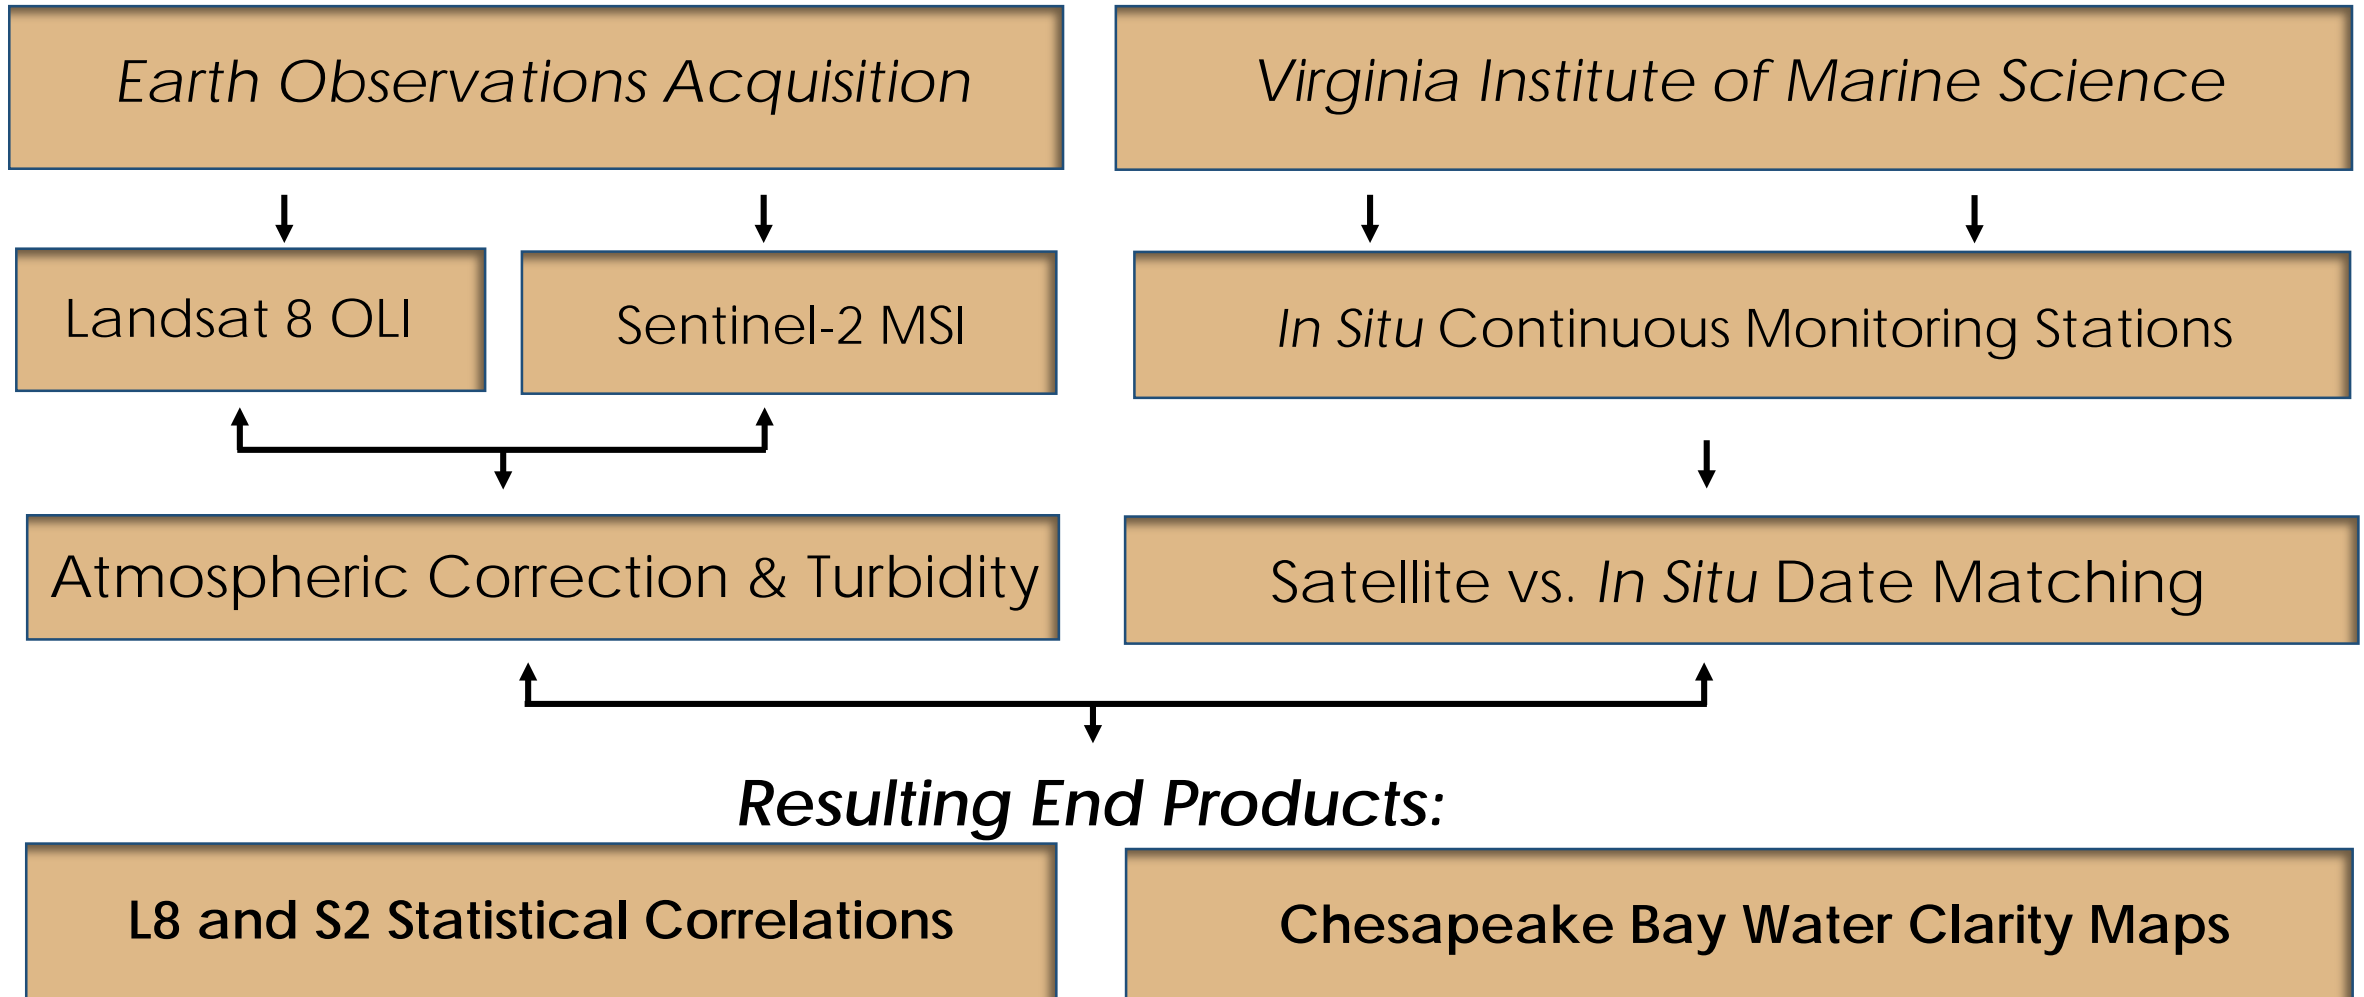 Earth Observations Acquisition
Virginia Institute of Marine Science
Landsat 8 OLI
Sentinel-2 MSI
In Situ Continuous Monitoring Stations
Atmospheric Correction & Turbidity
Satellite vs. In Situ Date Matching
Resulting End Products:
L8 and S2 Statistical Correlations
Chesapeake Bay Water Clarity Maps